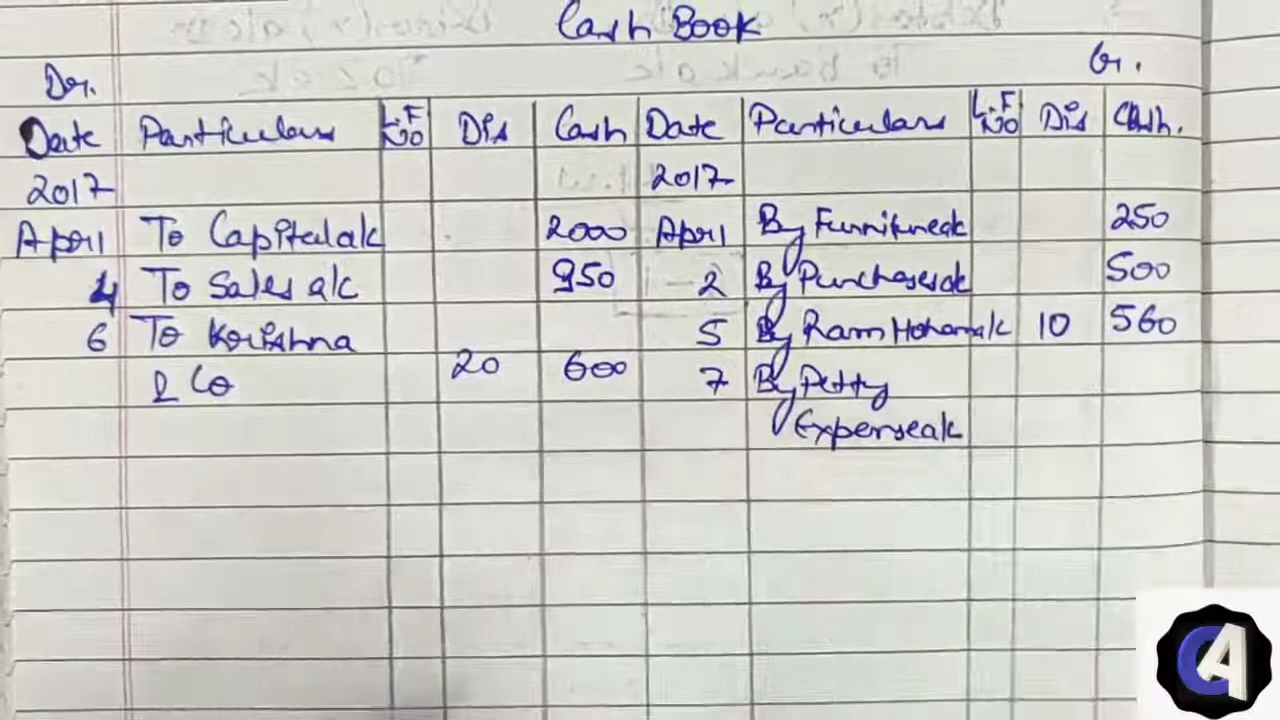 Cash Book
Dr. Cr.
Date Particulars L.F No Dis Cash Date Particulars L.F No Dis Cash.
2017 2017
April To Capital a/c 2000 April By Furniture a/c 250
4 To Sales a/c 950 2 By Purchases a/c 500
6 To Krishna 5 By Ram Mohan a/c 10 560
& Co 20 600 7 By Petty
Expense a/c
CA